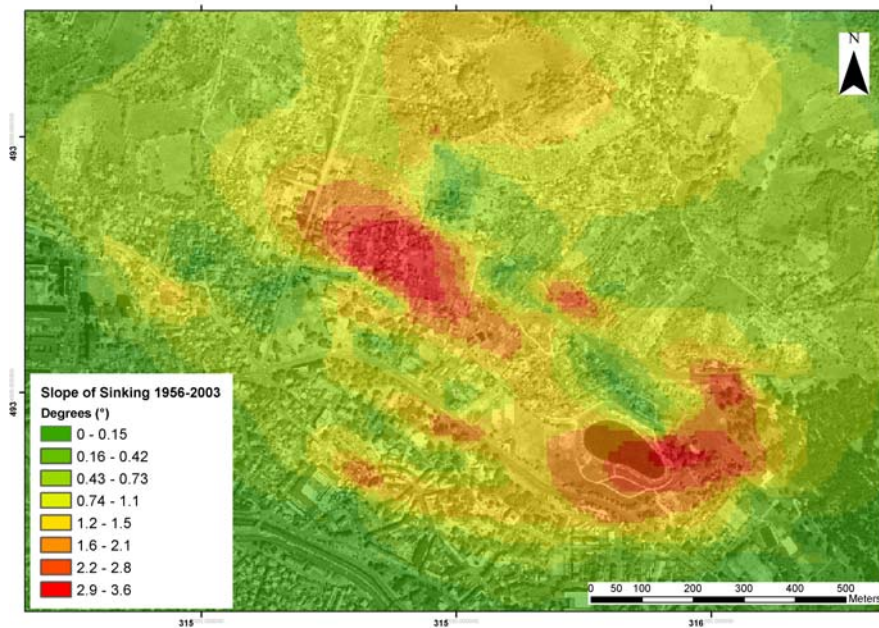 N
493
493
Slope of Sinking 1956-2003
Degrees (°)
0 - 0.15
0.16 - 0.42
0.43 - 0.73
0.74 - 1.1
1.2 - 1.5
1.6 - 2.1
2.2 - 2.8
2.9 - 3.6
0 50 100 200 300 400 500
Meters
315
315
316